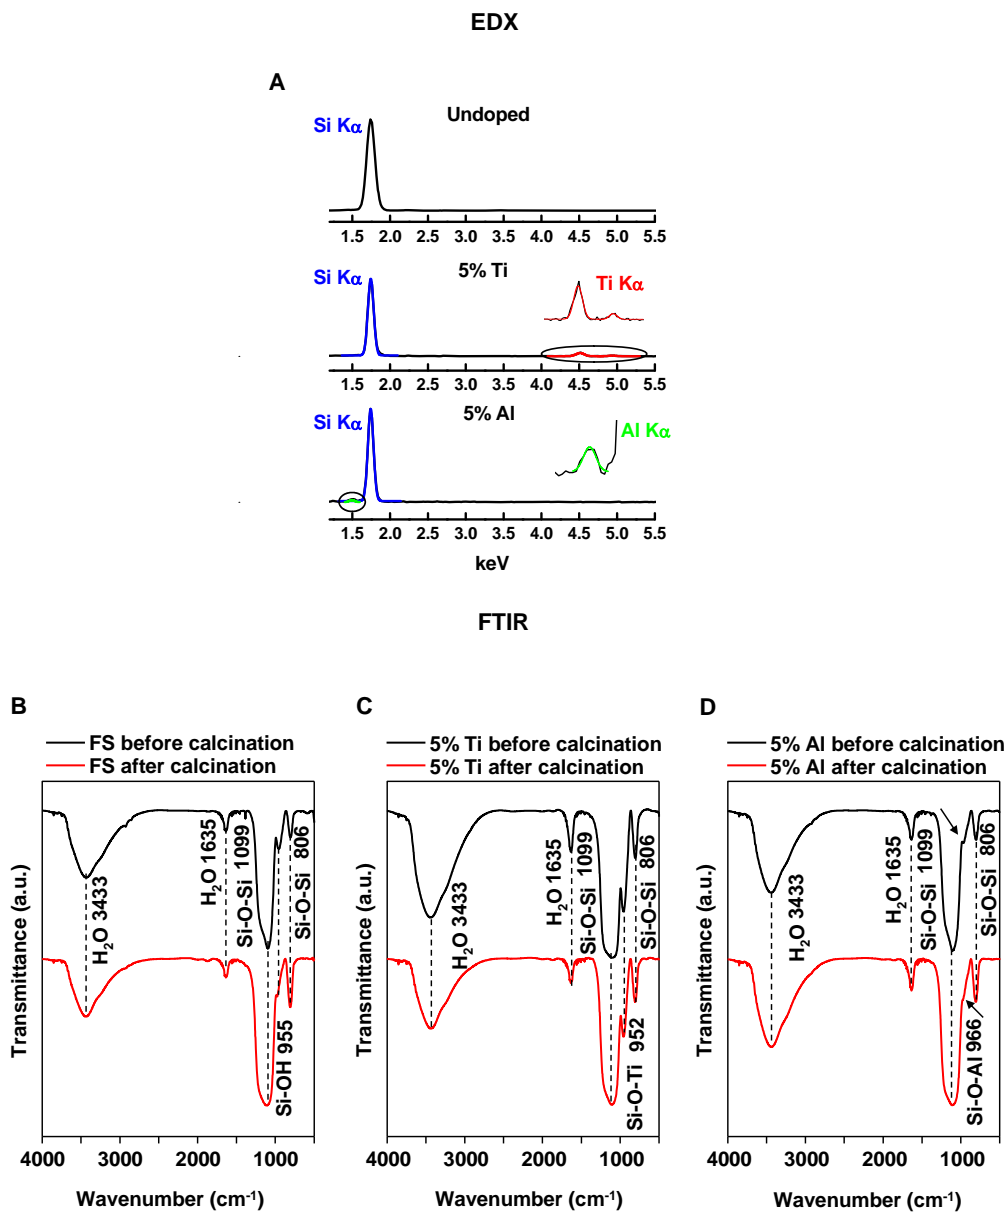 EDX
A
Undoped
Si Kα
1.5 2.0 2.5 3.0 3.5 4.0 4.5 5.0 5.5
5% Ti
Si Kα
Ti Kα
1.5 2.0 2.5 3.0 3.5 4.0 4.5 5.0 5.5
5% Al
Si Kα
Al Kα
1.5 2.0 2.5 3.0 3.5 4.0 4.5 5.0 5.5
keV
FTIR
B
FS before calcination
FS after calcination
Transmittance (a.u.)
H₂O 3433
H₂O 1635
Si-O-Si 1099
Si-OH 955
Si-O-Si 806
4000 3000 2000 1000
Wavenumber (cm⁻¹)
C
5% Ti before calcination
5% Ti after calcination
Transmittance (a.u.)
H₂O 3433
H₂O 1635
Si-O-Si 1099
Si-O-Ti 952
Si-O-Si 806
4000 3000 2000 1000
Wavenumber (cm⁻¹)
D
5% Al before calcination
5% Al after calcination
Transmittance (a.u.)
H₂O 3433
H₂O 1635
Si-O-Si 1099
Si-O-Al 966
Si-O-Si 806
4000 3000 2000 1000
Wavenumber (cm⁻¹)